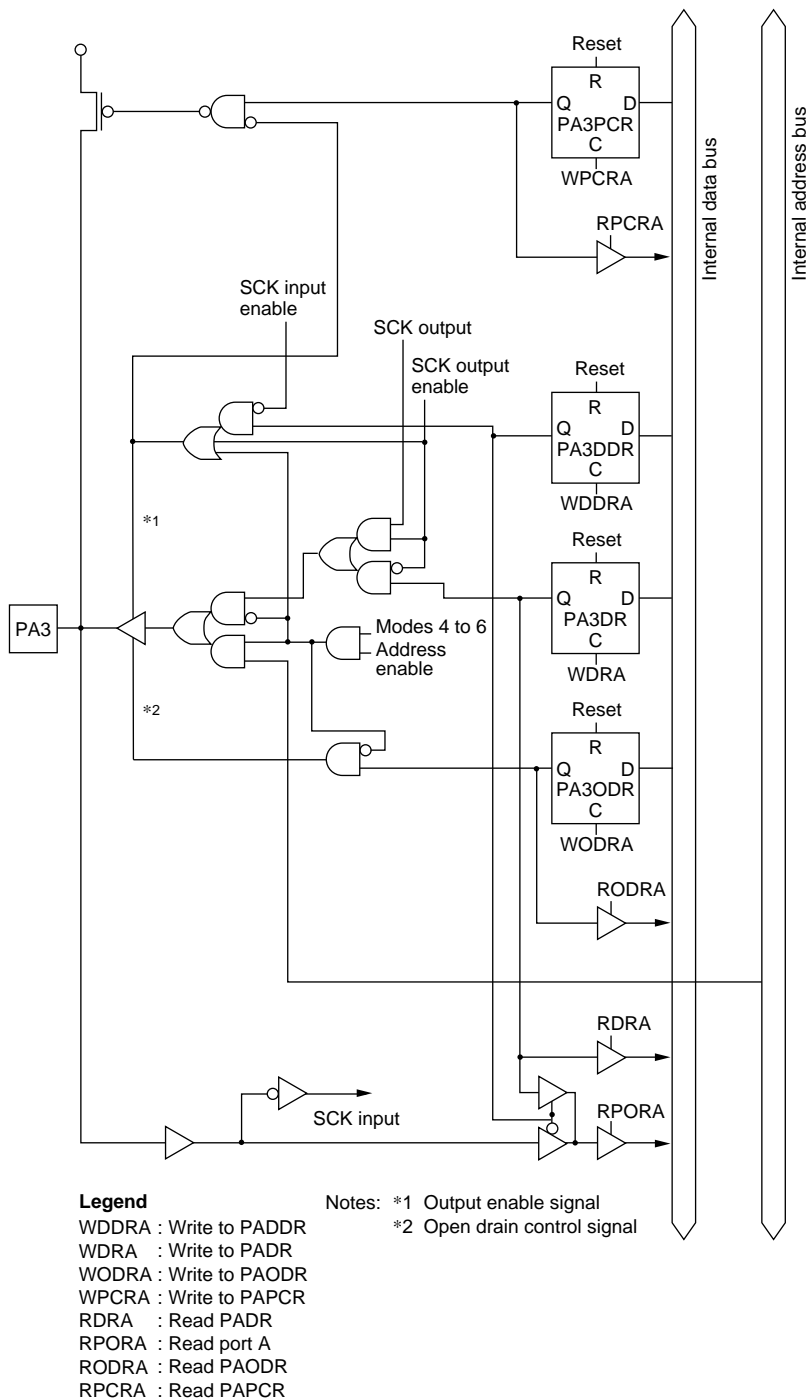 Reset
R
Q D
PA3PCR
C
WPCRA
RPCRA
Internal data bus
Internal address bus
SCK input
enable
SCK output
SCK output
enable
Reset
R
Q D
PA3DDR
C
WDDRA
*1
Reset
R
Q D
PA3DR
C
WDRA
PA3
Modes 4 to 6
Address
enable
*2
Reset
R
Q D
PA3ODR
C
WODRA
RODRA
RDRA
SCK input
RPORA
Legend
WDDRA : Write to PADDR
WDRA : Write to PADR
WODRA : Write to PAODR
WPCRA : Write to PAPCR
RDRA : Read PADR
RPORA : Read port A
RODRA : Read PAODR
RPCRA : Read PAPCR
Notes: *1 Output enable signal
*2 Open drain control signal